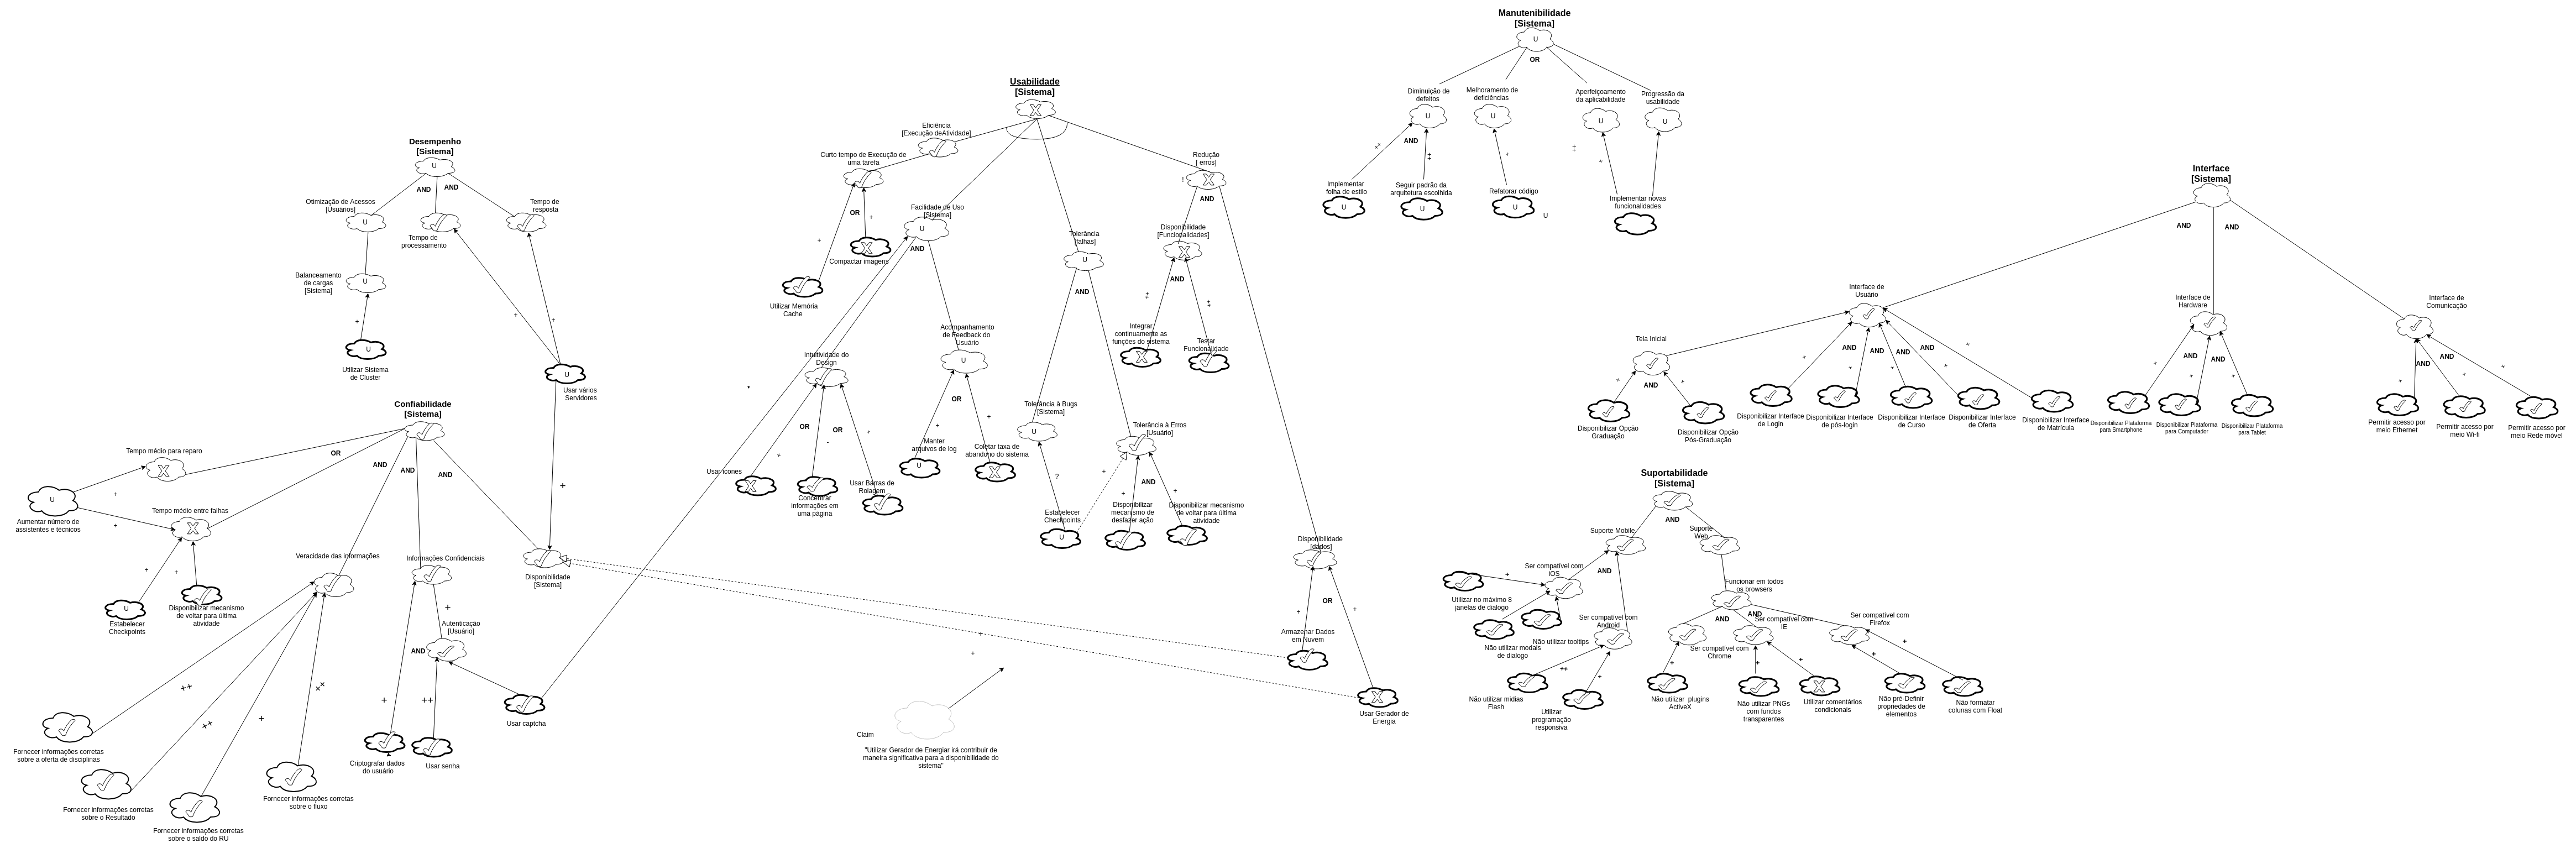 Manutenibilidade
[Sistema]
U
OR
Diminuição de
defeitos
U
Melhoramento de
deficiências
U
Aperfeiçoamento
da aplicabilidade
U
Progressão da
usabilidade
U
++
AND
++
+
++
+
Implementar
folha de estilo
U
Seguir padrão da
arquitetura escolhida
U
Refatorar código
U
U
Implementar novas
funcionalidades
Usabilidade
[Sistema]
X
Eficiência
[Execução deAtividade]
Curto tempo de Execução de
uma tarefa
OR
+
+
X
Compactar imagens
Utilizar Memória
Cache
Facilidade de Uso
[Sistema]
U
AND
Intuitividade do
Design
OR
OR
-
+
+
Usar ícones
X
Concentrar
informações em
uma página
Usar Barras de
Rolagem
Acompanhamento
de Feedback do
Usuário
U
OR
+
+
Manter
arquivos de log
U
Coletar taxa de
abandono do sistema
X
Tolerância
[falhas]
U
AND
Tolerância à Bugs
[Sistema]
U
?
Estabelecer
Checkpoints
U
Tolerância à Erros
[Usuário]
+
AND
+
+
Disponibilizar
mecanismo de
desfazer ação
Disponibilizar mecanismo
de voltar para última
atividade
Redução
[ erros]
!
X
AND
Disponibilidade
[Funcionalidades]
X
AND
++
++
Integrar
continuamente as
funções do sistema
X
Testar
Funcionalidade
Disponibilidade
[dados]
OR
+
+
Armazenar Dados
em Nuvem
X
Usar Gerador de
Energia
Desempenho
[Sistema]
U
AND
AND
Otimização de Acessos
[Usuários]
U
Tempo de
processamento
Tempo de
resposta
Balanceamento
de cargas
[Sistema]
U
+
+
+
U
Utilizar Sistema
de Cluster
U
Usar vários
Servidores
+
Confiabilidade
[Sistema]
OR
AND
AND
AND
Tempo médio para reparo
X
U
Aumentar número de
assistentes e técnicos
+
+
Tempo médio entre falhas
X
+
+
U
Estabelecer
Checkpoints
Disponibilizar mecanismo
de voltar para última
atividade
Veracidade das informações
++
++
+
++
Fornecer informações corretas
sobre a oferta de disciplinas
Fornecer informações corretas
sobre o Resultado
Fornecer informações corretas
sobre o saldo do RU
Fornecer informações corretas
sobre o fluxo
Informações Confidenciais
+
Autenticação
[Usuário]
AND
+
++
Criptografar dados
do usuário
Usar senha
Usar captcha
Disponibilidade
[Sistema]
+
+
Claim
"Utilizar Gerador de Energiar irá contribuir de
maneira significativa para a disponibilidade do
sistema"
Interface
[Sistema]
AND
AND
Interface de
Usuário
Tela Inicial
AND
+
+
Disponibilizar Opção
Graduação
Disponibilizar Opção
Pós-Graduação
AND
AND
AND
AND
+
+
+
+
+
Disponibilizar Interface
de Login
Disponibilizar Interface
de pós-login
Disponibilizar Interface
de Curso
Disponibilizar Interface
de Oferta
Disponibilizar Interface
de Matrícula
Interface de
Hardware
AND
AND
+
+
+
Disponibilizar Plataforma
para Smartphone
Disponibilizar Plataforma
para Computador
Disponibilizar Plataforma
para Tablet
Interface de
Comunicação
AND
AND
+
+
+
Permitir acesso por
meio Ethernet
Permitir acesso por
meio Wi-fi
Permitir acesso por
meio Rede móvel
Suportabilidade
[Sistema]
AND
Suporte Mobile
Suporte
Web
Ser compatível com
iOS
AND
+
Utilizar no máximo 8
janelas de dialogo
Não utilizar modais
de dialogo
Não utilizar tooltips
Ser compatível com
Android
++
+
Não utilizar mídias
Flash
Utilizar
programação
responsiva
Funcionar em todos
os browsers
AND
AND
Ser compatível com
Chrome
Ser compatível com
IE
Ser compatível com
Firefox
+
+
+
+
+
Não utilizar plugins
ActiveX
Não utilizar PNGs
com fundos
transparentes
X
Utilizar comentários
condicionais
Não pré-Definir
propriedades de
elementos
Não formatar
colunas com Float